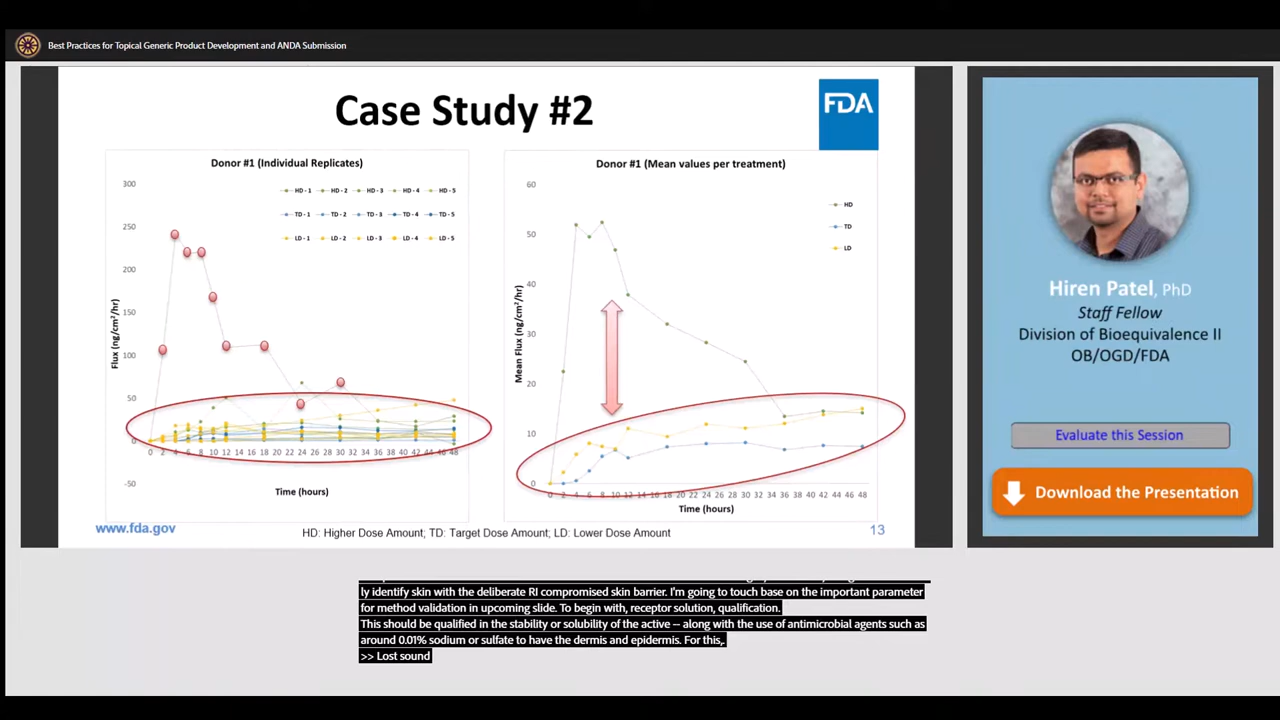 Best Practices for Topical Generic Product Development and ANDA Submission
Case Study #2
FDA
Donor #1 (Individual Replicates)
300
250
200
150
100
50
0
-50
Flux (ng/cm²/hr)
HD - 1 HD - 2 HD - 3 HD - 4 HD - 5
TD - 1 TD - 2 TD - 3 TD - 4 TD - 5
LD - 1 LD - 2 LD - 3 LD - 4 LD - 5
0 2 4 6 8 10 12 14 16 18 20 22 24 26 28 30 32 34 36 38 40 42 44 46 48
Time (hours)
Donor #1 (Mean values per treatment)
60
50
40
30
20
10
0
Mean Flux (ng/cm²/hr)
HD
TD
LD
0 2 4 6 8 10 12 14 16 18 20 22 24 26 28 30 32 34 36 38 40 42 44 46 48
Time (hours)
www.fda.gov
HD: Higher Dose Amount; TD: Target Dose Amount; LD: Lower Dose Amount
13
Hiren Patel, PhD
Staff Fellow
Division of Bioequivalence II
OB/OGD/FDA
Evaluate this Session
Download the Presentation
ly identify skin with the deliberate RI compromised skin barrier. I'm going to touch base on the important parameter
for method validation in upcoming slide. To begin with, receptor solution, qualification.
This should be qualified in the stability or solubility of the active -- along with the use of antimicrobial agents such as
around 0.01% sodium or sulfate to have the dermis and epidermis. For this,.
>> Lost sound